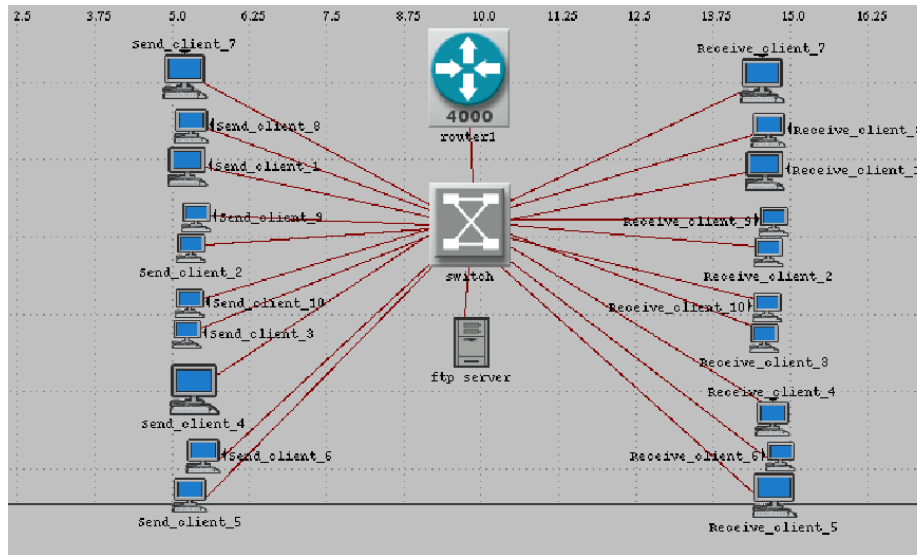 2.5 3.75 5.0 6.25 7.5 8.75 10.0 11.25 12.5 13.75 15.0 16.25
Send_client_7
Receive_client_7
4000
router1
Send_client_8
Send_client_1
Receive_client_1
Send_client_9
Receive_client_9
Send_client_2
switch
Receive_client_2
Send_client_10
Receive_client_10
Send_client_3
Receive_client_3
ftp server
Receive_client_4
Send_client_4
Send_client_6
Receive_client_6
Send_client_5
Receive_client_5